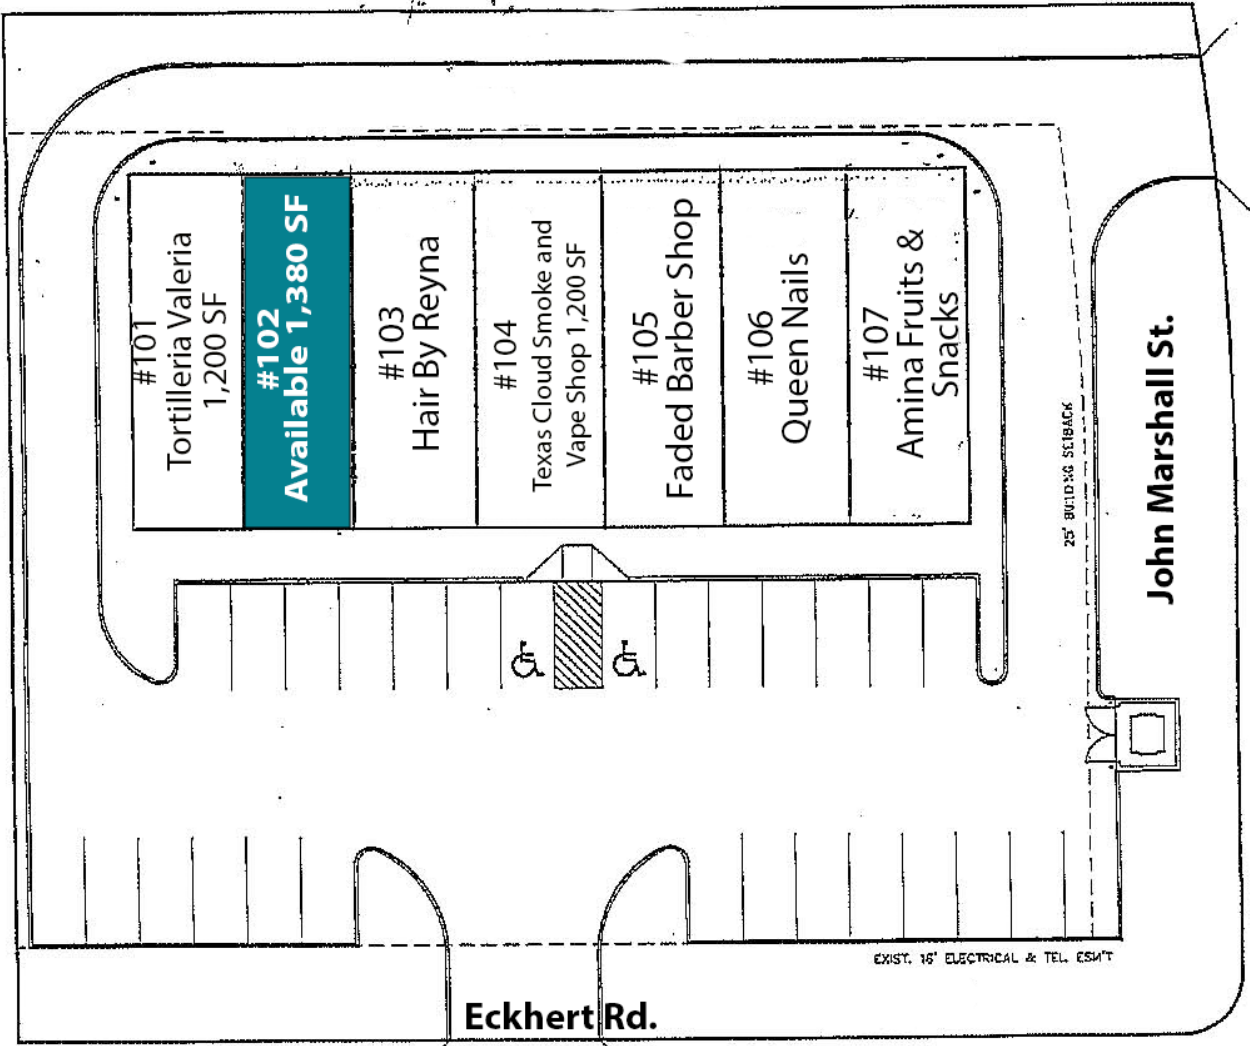 #101
Tortilleria Valeria
1,200 SF
#102
Available 1,380 SF
#103
Hair By Reyna
#104
Texas Cloud Smoke and
Vape Shop 1,200 SF
#105
Faded Barber Shop
#106
Queen Nails
#107
Amina Fruits &
Snacks
25' BUILDING SETBACK
John Marshall St.
EXIST. 16' ELECTRICAL & TEL. ESM'T
Eckhert Rd.